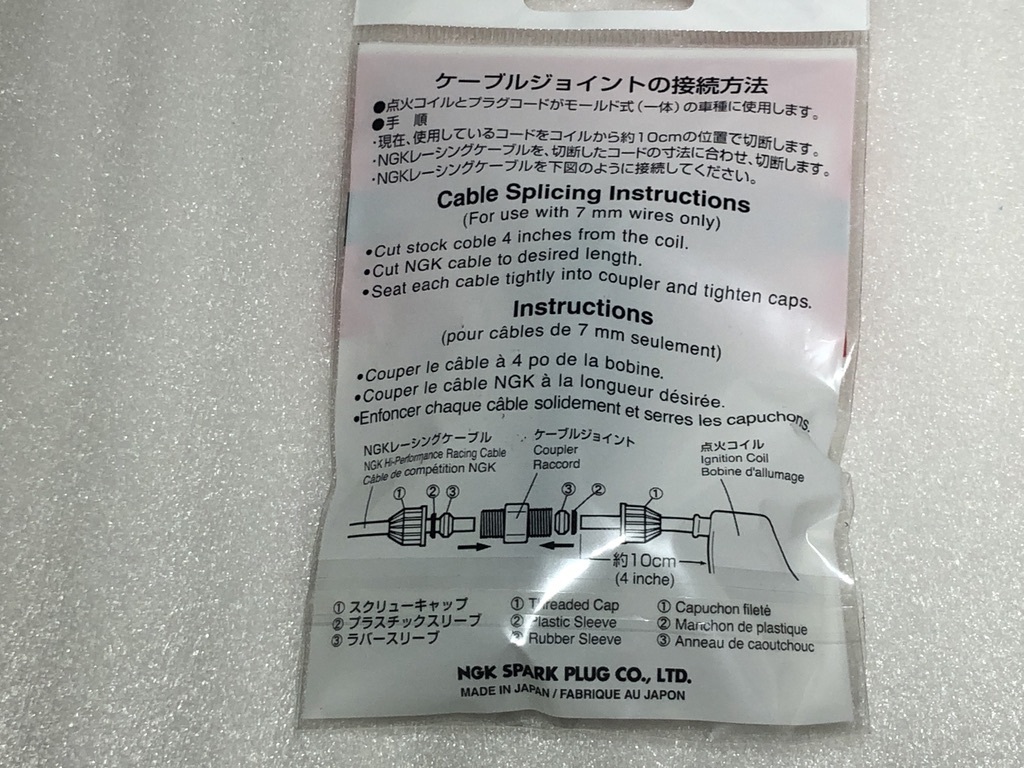 ケーブルジョイントの接続方法
●点火コイルとプラグコードがモールド式(一体)の車種に使用します。
●手 順
・現在、使用しているコードをコイルから約10cmの位置で切断します。
・NGKレーシングケーブルを、切断したコードの寸法に合わせ、切断します。
・NGKレーシングケーブルを下図のように接続してください。
Cable Splicing Instructions
(For use with 7 mm wires only)
•Cut stock coble 4 inches from the coil.
•Cut NGK cable to desired length.
•Seat each cable tightly into coupler and tighten caps.
Instructions
(pour câbles de 7 mm seulement)
•Couper le câble à 4 po de la bobine.
•Couper le câble NGK à la longueur désirée.
•Enfoncer chaque câble solidement et serres les capuchons.
NGKレーシングケーブル
NGK Hi-Performance Racing Cable
Câble de compétition NGK
ケーブルジョイント
Coupler
Raccord
点火コイル
Ignition Coil
Bobine d'allumage
① ② ③ ③ ② ①
約10cm
(4 inche)
① スクリューキャップ ① Threaded Cap ① Capuchon fileté
② プラスチックスリーブ ② Plastic Sleeve ② Manchon de plastique
③ ラバースリーブ ③ Rubber Sleeve ③ Anneau de caoutchouc
NGK SPARK PLUG CO., LTD.
MADE IN JAPAN / FABRIQUE AU JAPON